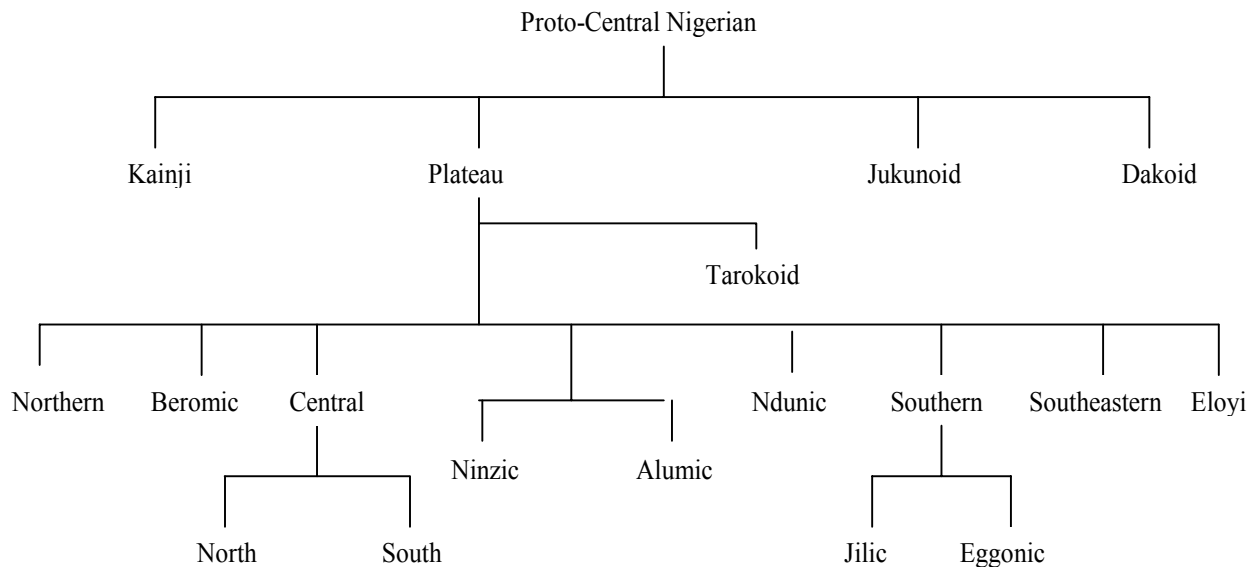 Proto-Central Nigerian
Kainji Plateau Jukunoid Dakoid
Tarokoid
Northern Beromic Central Ndunic Southern Southeastern Eloyi
Ninzic Alumic
North South Jilic Eggonic